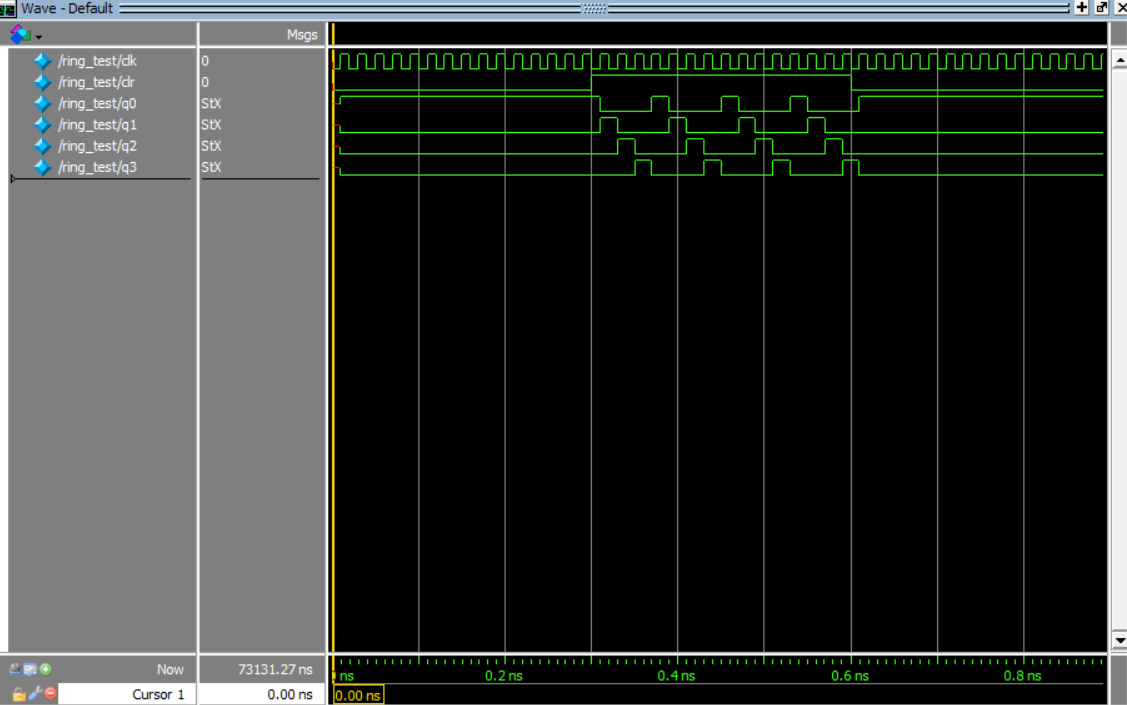 Wave - Default
Msgs
/ring_test/clk 0
/ring_test/clr 0
/ring_test/q0 StX
/ring_test/q1 StX
/ring_test/q2 StX
/ring_test/q3 StX
Now 73131.27 ns ns 0.2 ns 0.4 ns 0.6 ns 0.8 ns
Cursor 1 0.00 ns 0.00 ns